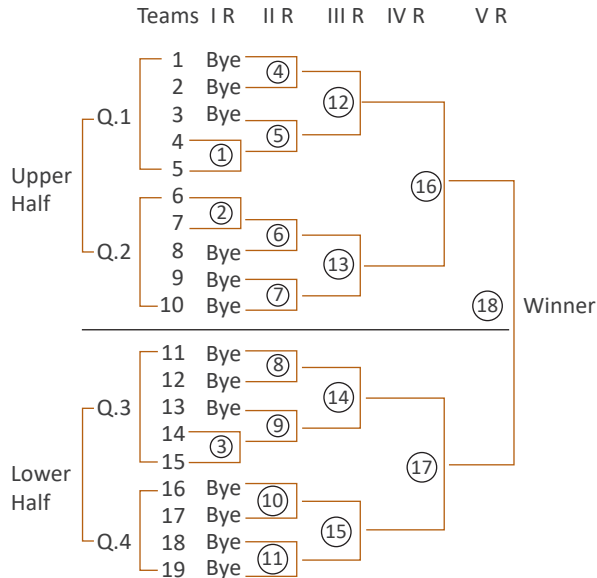 Teams I R II R III R IV R V R
1 Bye
④
2 Bye
⑫
Q.1 3 Bye
⑤
4
①
5
Upper Half
⑯
6
②
7
⑥
Q.2 8 Bye
⑬
9 Bye
⑦
10 Bye
⑱ Winner
11 Bye
⑧
12 Bye
⑭
Q.3 13 Bye
⑨
14
③
15
⑰
Lower Half
16 Bye
⑩
17 Bye
⑮
Q.4 18 Bye
⑪
19 Bye